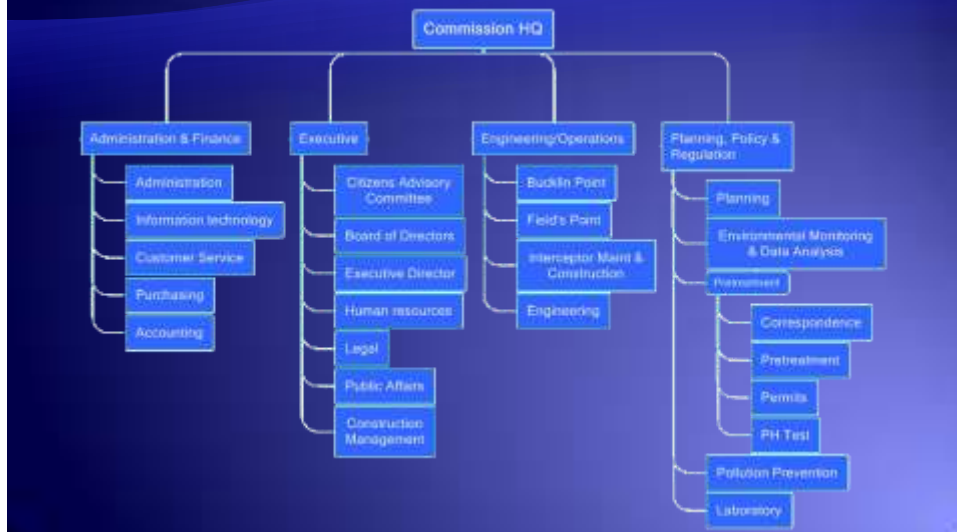 Commission HQ
Administration & Finance
Administration
Information technology
Customer Service
Purchasing
Accounting
Executive
Citizens Advisory
Committee
Board of Directors
Executive Director
Human resources
Legal
Public Affairs
Construction
Management
Engineering/Operations
Bucklin Point
Field's Point
Interceptor Maint &
Construction
Engineering
Planning, Policy &
Regulation
Planning
Environmental Monitoring
& Data Analysis
Pretreatment
Correspondence
Pretreatment
Permits
PH Test
Pollution Prevention
Laboratory